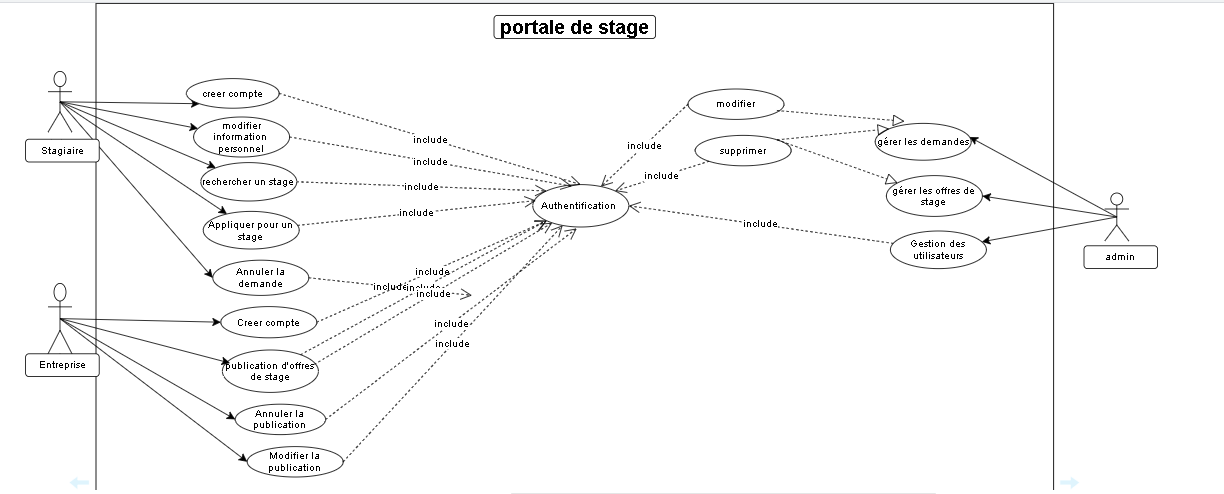 portale de stage
creer compte
modifier
information
personnel
rechercher un stage
Appliquer pour un
stage
Annuler la
demande
Stagiaire
Creer compte
publication d'offres
de stage
Annuler la
publication
Modifier la
publication
Entreprise
include
include
include
include
include
include
include
include
include
include
Authentification
include
include
include
modifier
supprimer
gérer les demandes
gérer les offres de
stage
Gestion des
utilisateurs
admin